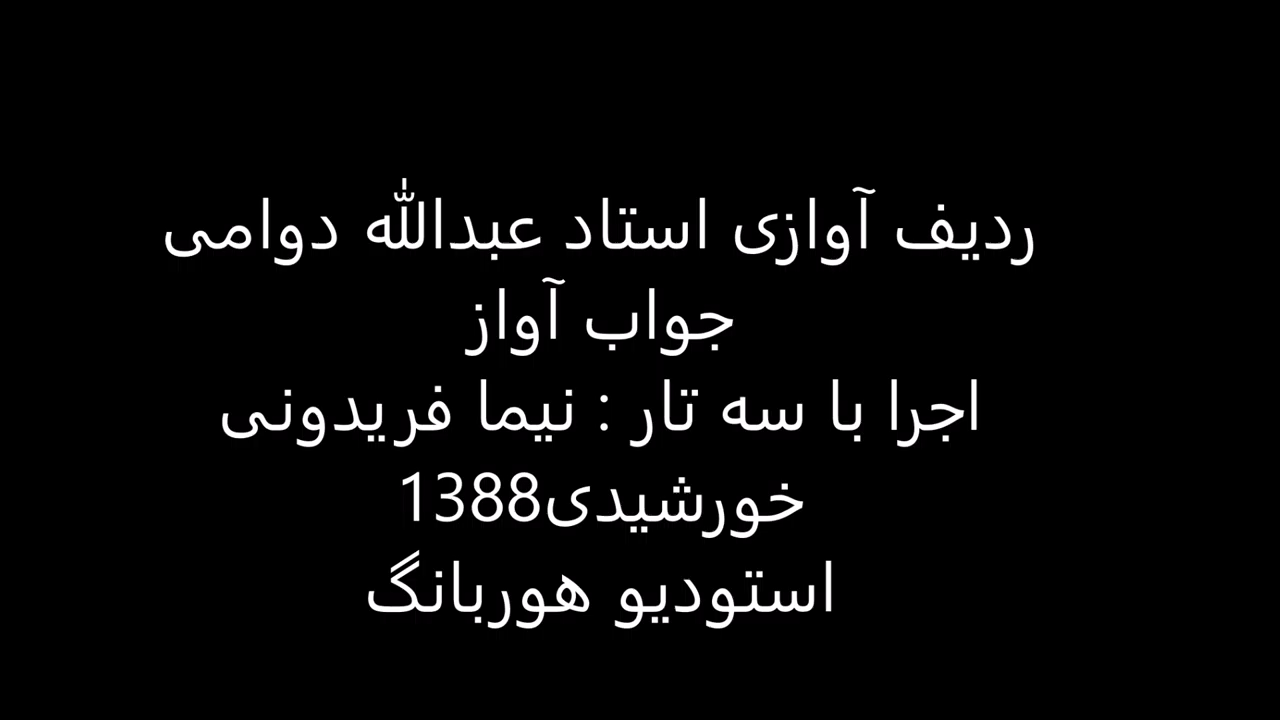 ردیف آوازی استاد عبدالله دوامی
جواب آواز
اجرا با سه تار : نیما فریدونی
خورشیدی1388
استودیو هوربانگ